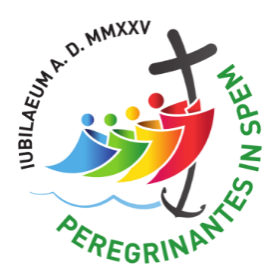 IUBILAEUM A. D. MMXXV
PEREGRINANTES IN SPEM